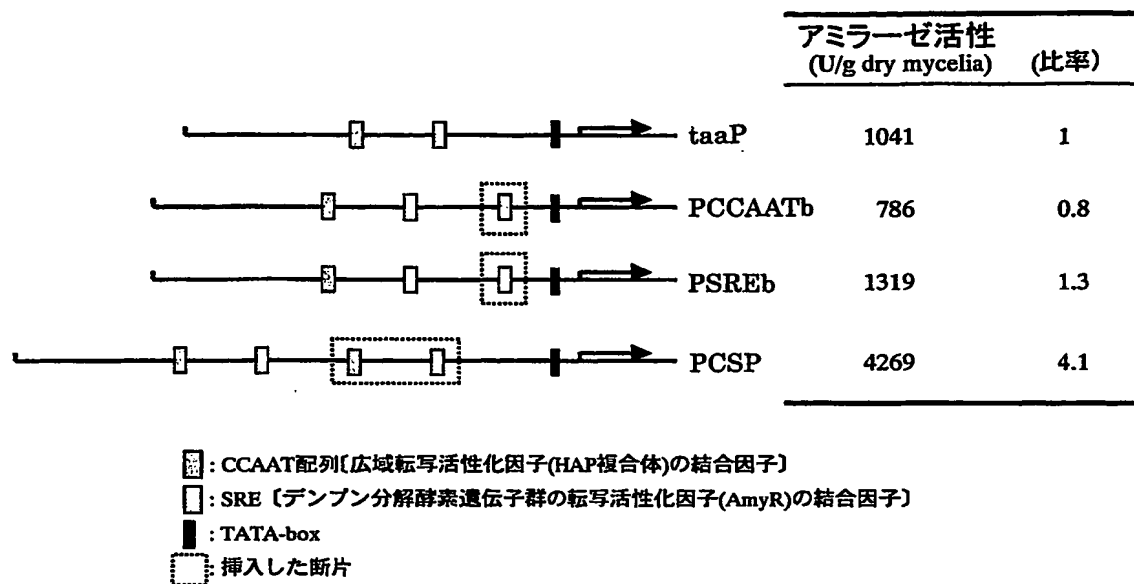 アミラーゼ活性
(U/g dry mycelia) (比率)
taaP 1041 1
PCCAATb 786 0.8
PSREb 1319 1.3
PCSP 4269 4.1
: CCAAT配列〔広域転写活性化因子(HAP複合体)の結合因子〕
: SRE〔デンプン分解酵素遺伝子群の転写活性化因子(AmyR)の結合因子〕
: TATA-box
: 挿入した断片